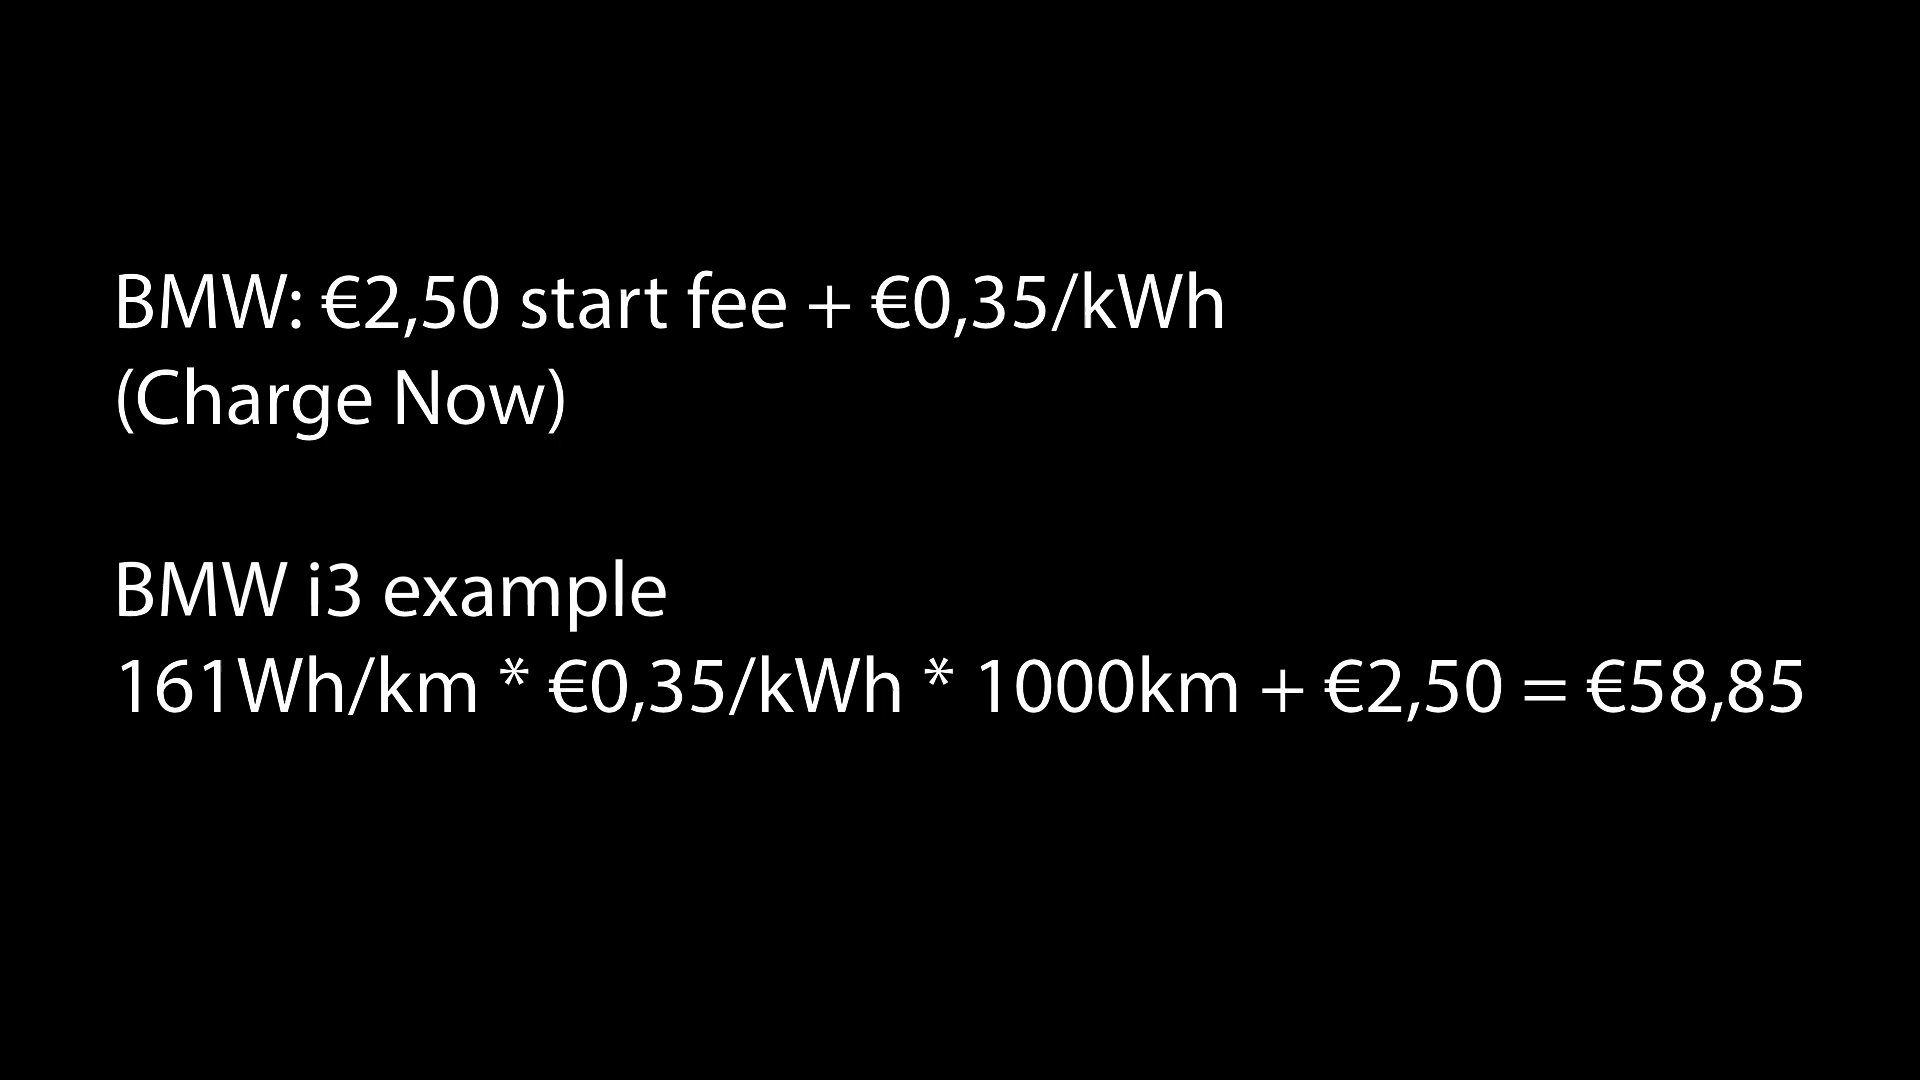 BMW: €2,50 start fee + €0,35/kWh
(Charge Now)
BMW i3 example
161Wh/km * €0,35/kWh * 1000km + €2,50 = €58,85